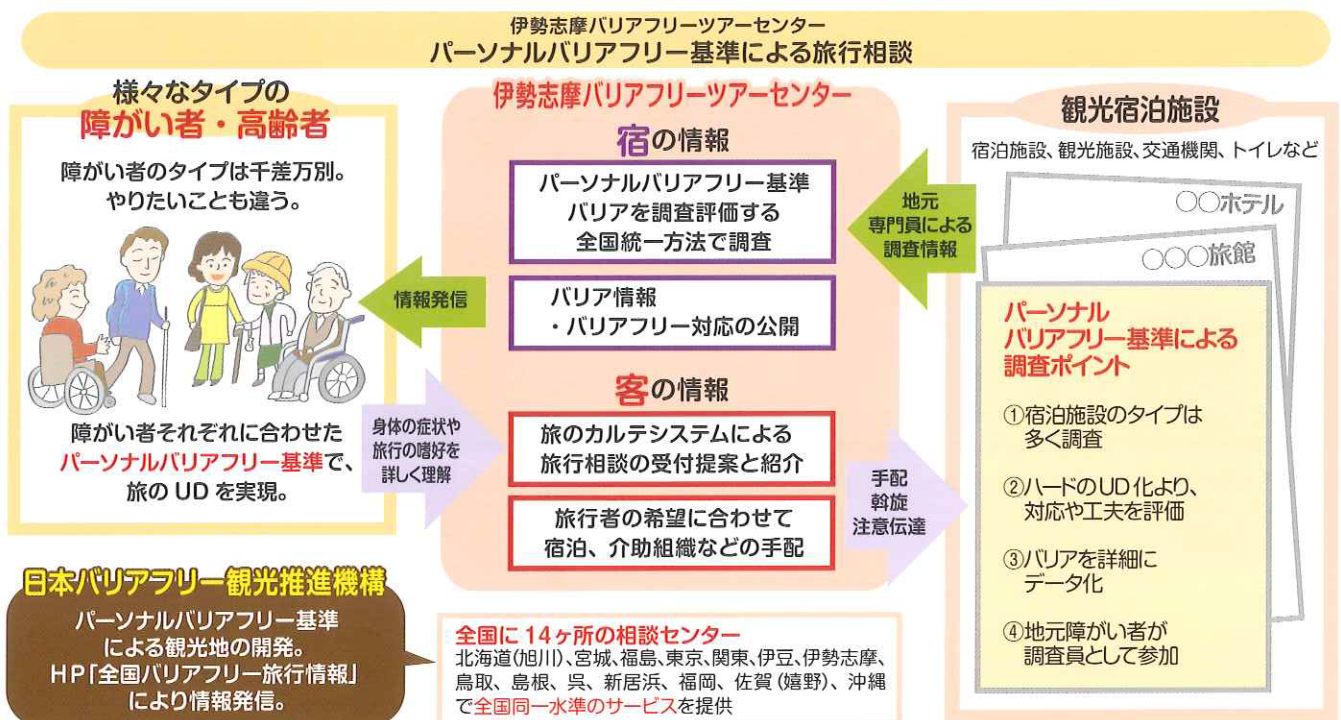 伊勢志摩バリアフリーツアーセンター
パーソナルバリアフリー基準による旅行相談
様々なタイプの
障がい者・高齢者
障がい者のタイプは千差万別。
やりたいことも違う。
障がい者それぞれに合わせた
パーソナルバリアフリー基準で、
旅の UD を実現。
情報発信
身体の症状や
旅行の嗜好を
詳しく理解
伊勢志摩バリアフリーツアーセンター
宿の情報
パーソナルバリアフリー基準
バリアを調査評価する
全国統一方法で調査
バリア情報
・バリアフリー対応の公開
客の情報
旅のカルテシステムによる
旅行相談の受付提案と紹介
旅行者の希望に合わせて
宿泊、介助組織などの手配
地元
専門員による
調査情報
手配
斡旋
注意伝達
観光宿泊施設
宿泊施設、観光施設、交通機関、トイレなど
○○ホテル
○○○旅館
パーソナル
バリアフリー基準による
調査ポイント
①宿泊施設のタイプは
多く調査
②ハードのUD化より、
対応や工夫を評価
③バリアを詳細に
データ化
④地元障がい者が
調査員として参加
日本バリアフリー観光推進機構
パーソナルバリアフリー基準
による観光地の開発。
HP「全国バリアフリー旅行情報」
により情報発信。
全国に 14ヶ所の相談センター
北海道(旭川)、宮城、福島、東京、関東、伊豆、伊勢志摩、
鳥取、島根、呉、新居浜、福岡、佐賀(嬉野)、沖縄
で全国同一水準のサービスを提供